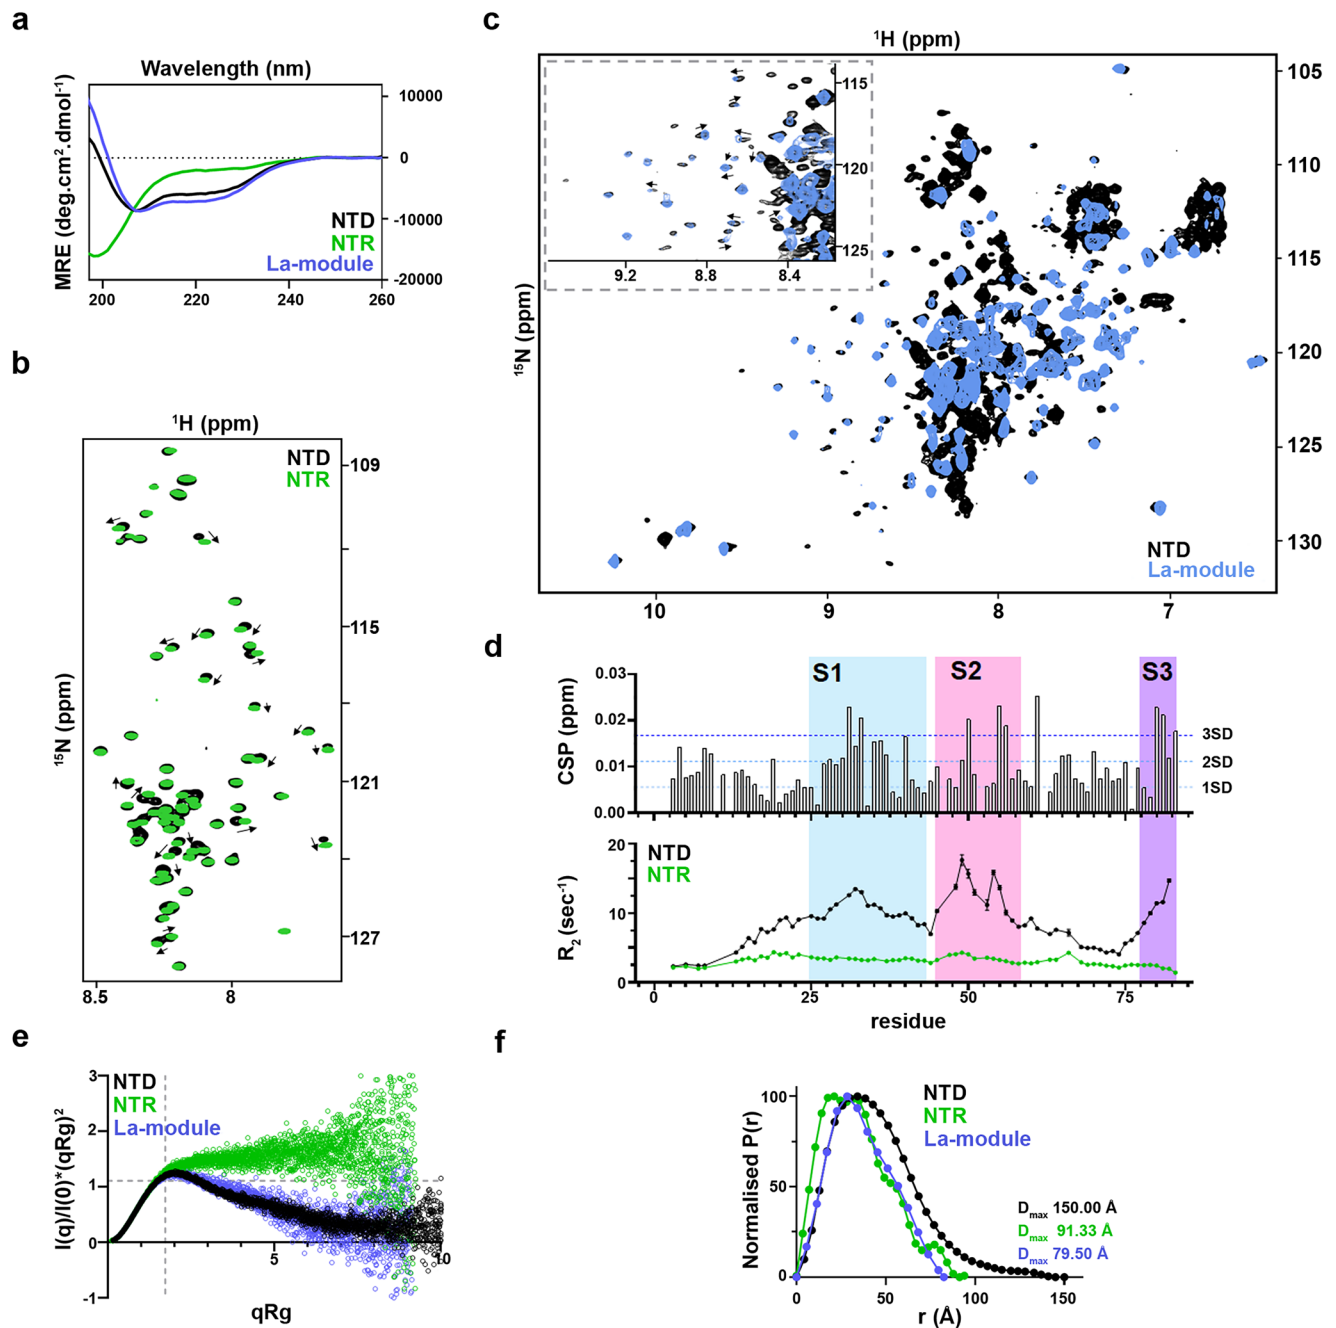 a
Wavelength (nm)
MRE (deg.cm².dmol⁻¹)
10000
0
-10000
-20000
NTD
NTR
La-module
200
220
240
260
b
¹H (ppm)
¹⁵N (ppm)
NTD
NTR
109
115
121
127
8.5
8
c
¹H (ppm)
¹⁵N (ppm)
115
120
125
9.2
8.8
8.4
105
110
115
120
125
130
NTD
La-module
10
9
8
7
d
S1
S2
S3
CSP (ppm)
0.03
0.02
0.01
0.00
3SD
2SD
1SD
NTD
NTR
R₂ (sec⁻¹)
20
10
0
0
25
50
75
residue
e
NTD
NTR
La-module
I(q)/I(0)*(qRg)²
3
2
1
0
-1
5
10
qRg
f
Normalised P(r)
100
50
0
NTD
NTR
La-module
Dmax 150.00 Å
Dmax 91.33 Å
Dmax 79.50 Å
0
50
100
150
r (Å)